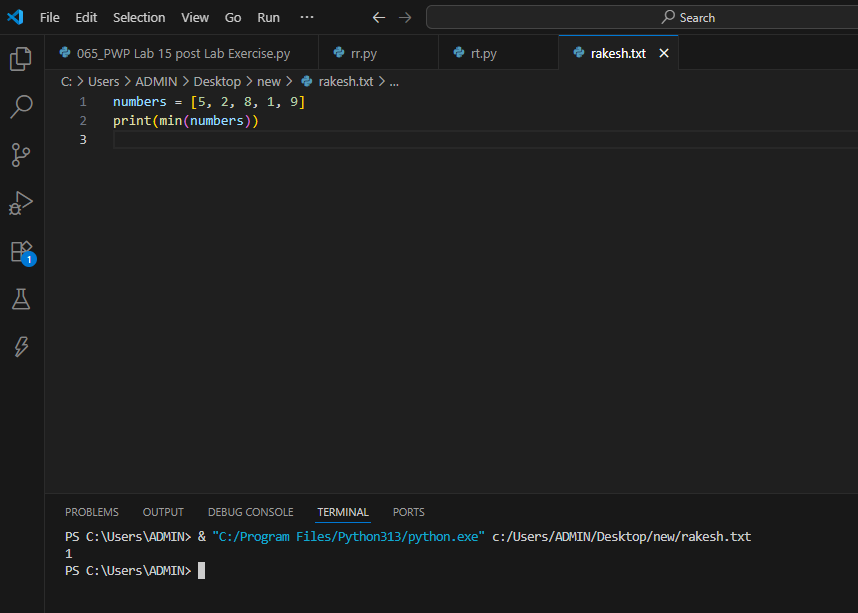 File Edit Selection View Go Run ··· Search
065_PWP Lab 15 post Lab Exercise.py rr.py rt.py rakesh.txt
C: > Users > ADMIN > Desktop > new > rakesh.txt > ...
1 numbers = [5, 2, 8, 1, 9]
2 print(min(numbers))
3
1
PROBLEMS OUTPUT DEBUG CONSOLE TERMINAL PORTS
PS C:\Users\ADMIN> & "C:/Program Files/Python313/python.exe" c:/Users/ADMIN/Desktop/new/rakesh.txt
1
PS C:\Users\ADMIN>